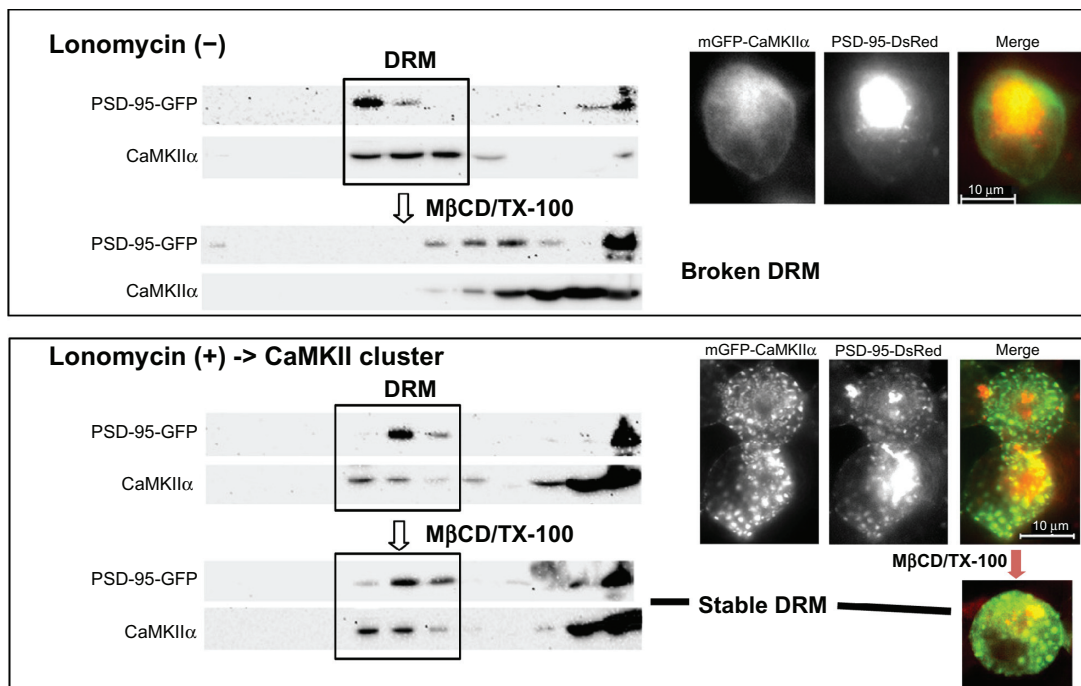 Lonomycin (−)
DRM
PSD-95-GFP
CaMKIIα
MβCD/TX-100
PSD-95-GFP
CaMKIIα
mGFP-CaMKIIα PSD-95-DsRed Merge
10 μm
Broken DRM
Lonomycin (+) -> CaMKII cluster
DRM
PSD-95-GFP
CaMKIIα
MβCD/TX-100
PSD-95-GFP
CaMKIIα
mGFP-CaMKIIα PSD-95-DsRed Merge
10 μm
MβCD/TX-100
Stable DRM